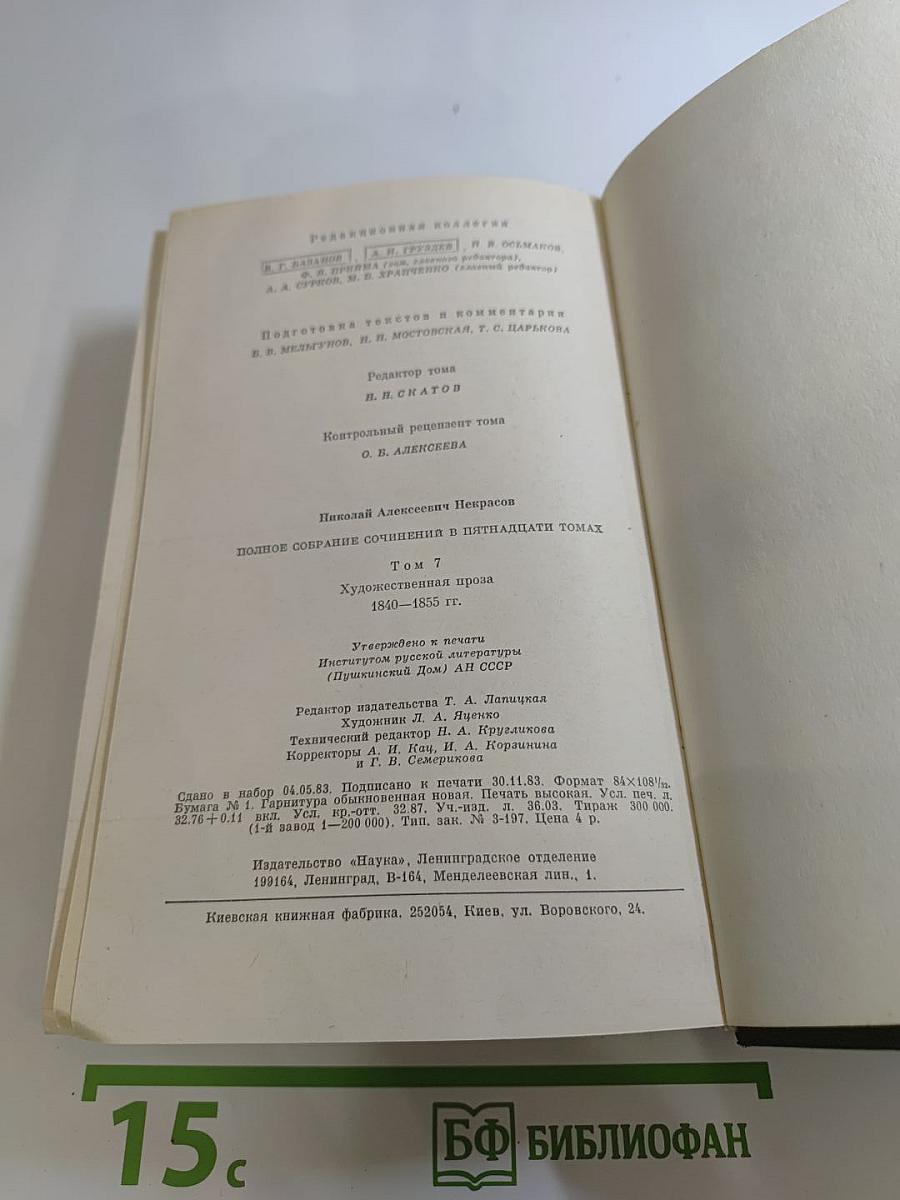 Редакционная коллегия
В. Г. БАЗАНОВ, А. И. ГРУЗДЕВ, Н. В. ОСЬМАКОВ,
Ф. Я. ПРИЙМА (зам. главного редактора),
А. А. СУРКОВ, М. Б. ХРАПЧЕНКО (главный редактор)
Подготовка текстов и комментарии
Б. В. МЕЛЬГУНОВ, Н. Н. МОСТОВСКАЯ, Т. С. ЦАРЬКОВА
Редактор тома
Н. Н. СКАТОВ
Контрольный рецензент тома
О. Б. АЛЕКСЕЕВА
Николай Алексеевич Некрасов
ПОЛНОЕ СОБРАНИЕ СОЧИНЕНИЙ В ПЯТНАДЦАТИ ТОМАХ
Том 7
Художественная проза
1840—1855 гг.
Утверждено к печати
Институтом русской литературы
(Пушкинский Дом) АН СССР
Редактор издательства Т. А. Лапицкая
Художник Л. А. Яценко
Технический редактор Н. А. Кругликова
Корректоры А. И. Кац, И. А. Корзинина
и Г. В. Семерикова
Сдано в набор 04.05.83. Подписано к печати 30.11.83. Формат 84×108¹/₃₂.
Бумага № 1. Гарнитура обыкновенная новая. Печать высокая. Усл. печ. л.
32.76+0.11 вкл. Усл. кр.-отт. 32.87. Уч.-изд. л. 36.03. Тираж 300 000.
(1-й завод 1—200 000). Тип. зак. № 3-197. Цена 4 р.
Издательство «Наука», Ленинградское отделение
199164, Ленинград, В-164, Менделеевская лин., 1.
Киевская книжная фабрика. 252054, Киев, ул. Воровского, 24.
15 с
БФ БИБЛИОФАН